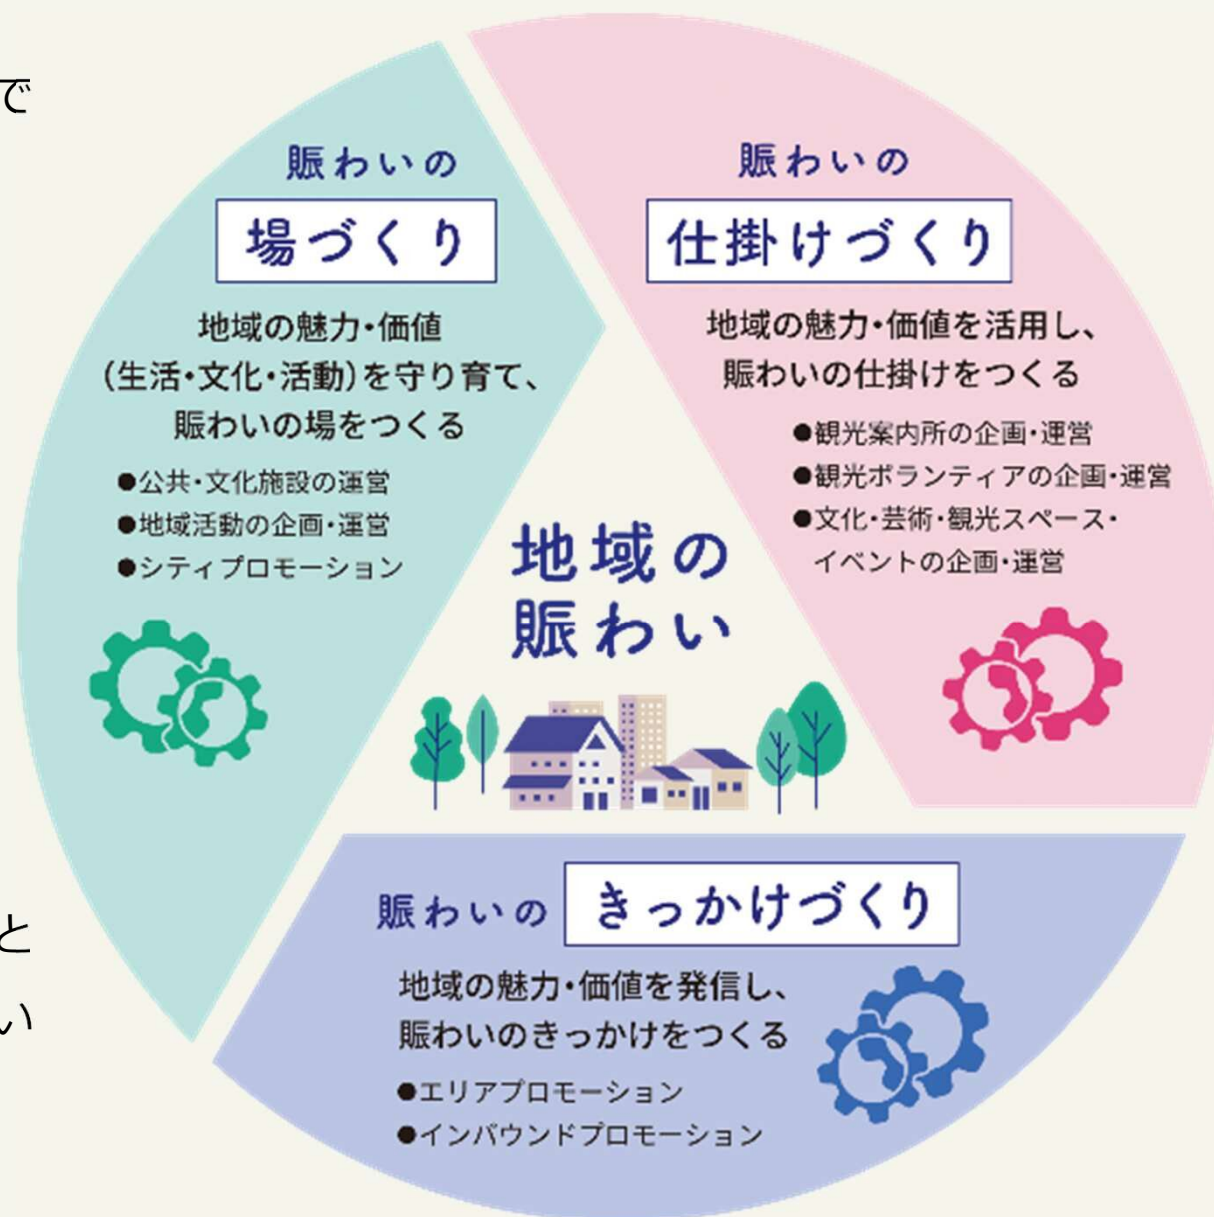 で
と
い
賑わいの
場づくり
地域の魅力・価値
（生活・文化・活動）を守り育て、
賑わいの場をつくる
●公共・文化施設の運営
●地域活動の企画・運営
●シティプロモーション
賑わいの
仕掛けづくり
地域の魅力・価値を活用し、
賑わいの仕掛けをつくる
●観光案内所の企画・運営
●観光ボランティアの企画・運営
●文化・芸術・観光スペース・
イベントの企画・運営
地域の
賑わい
賑わいの きっかけづくり
地域の魅力・価値を発信し、
賑わいのきっかけをつくる
●エリアプロモーション
●インバウンドプロモーション